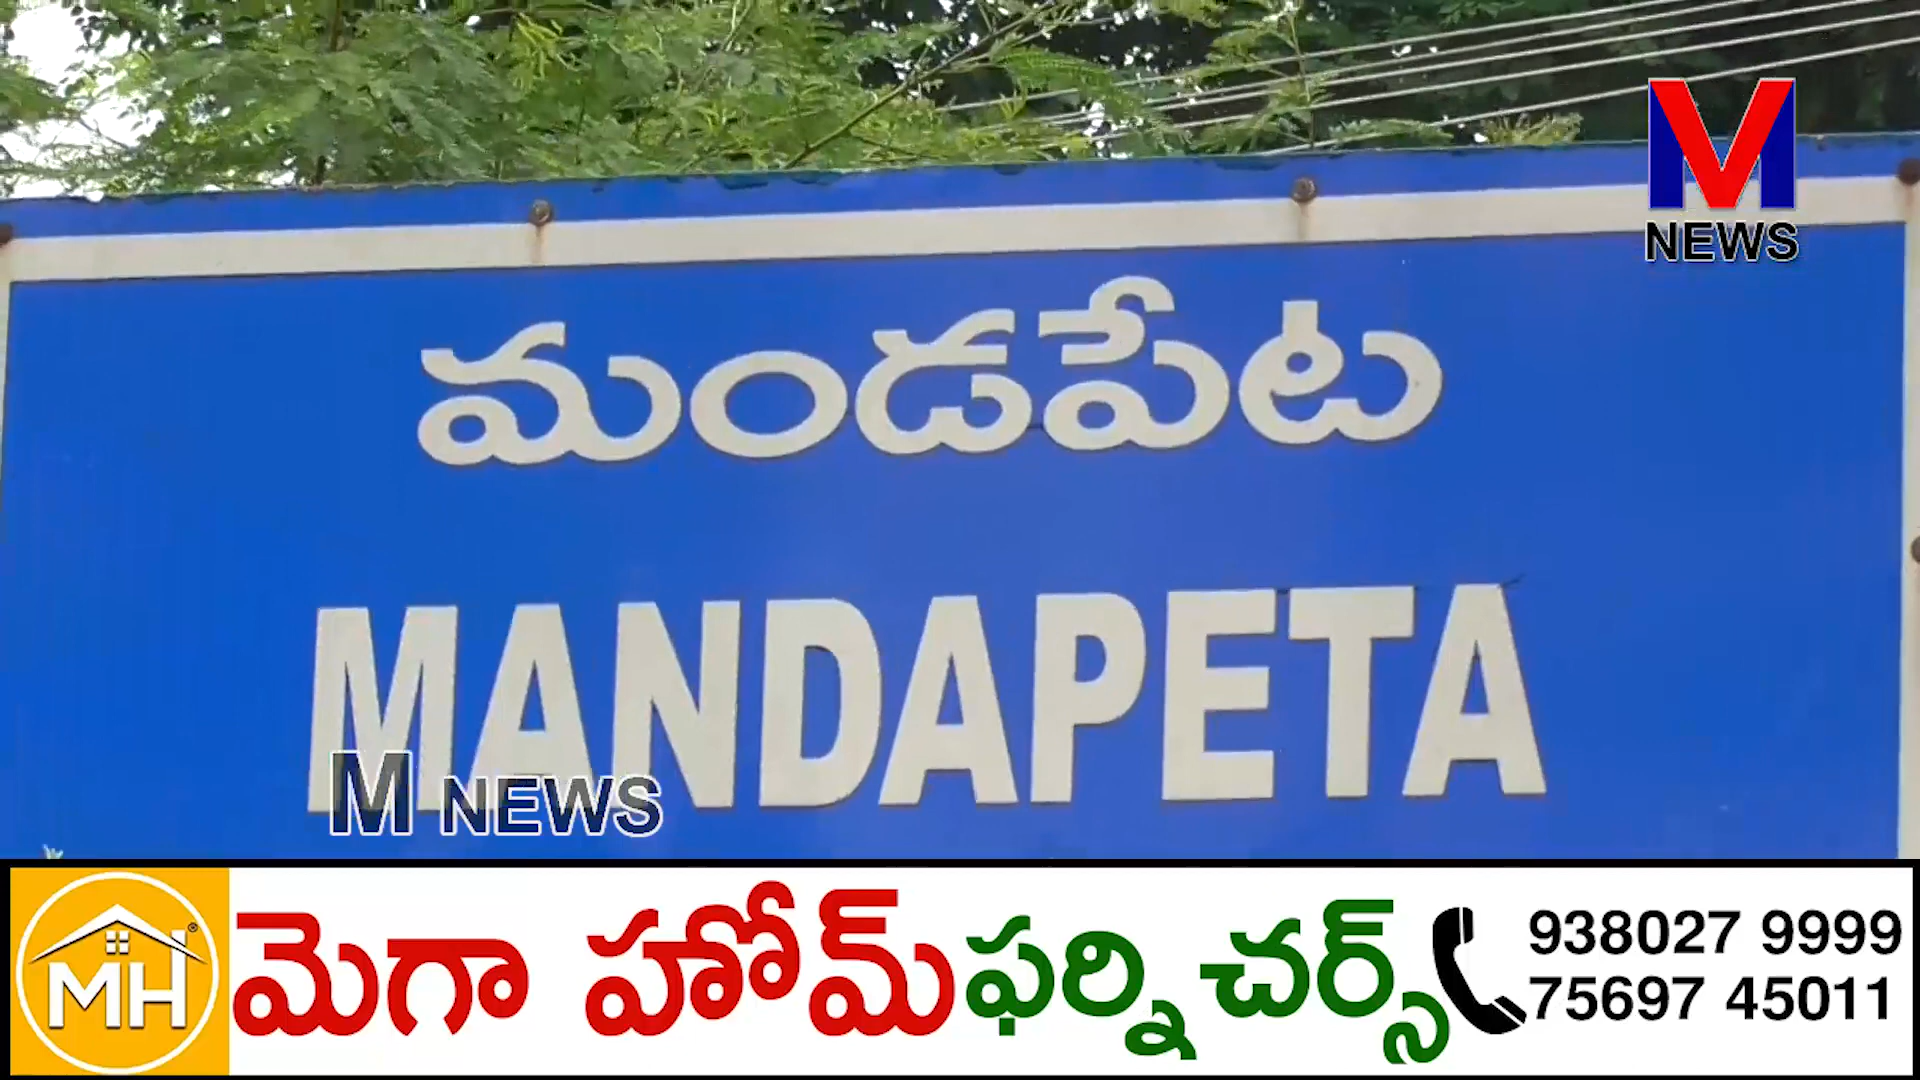 M
NEWS
మండపేట
MANDAPETA
M NEWS
MH
మెగా హోమ్ ఫర్నిచర్స్
938027 9999
75697 45011